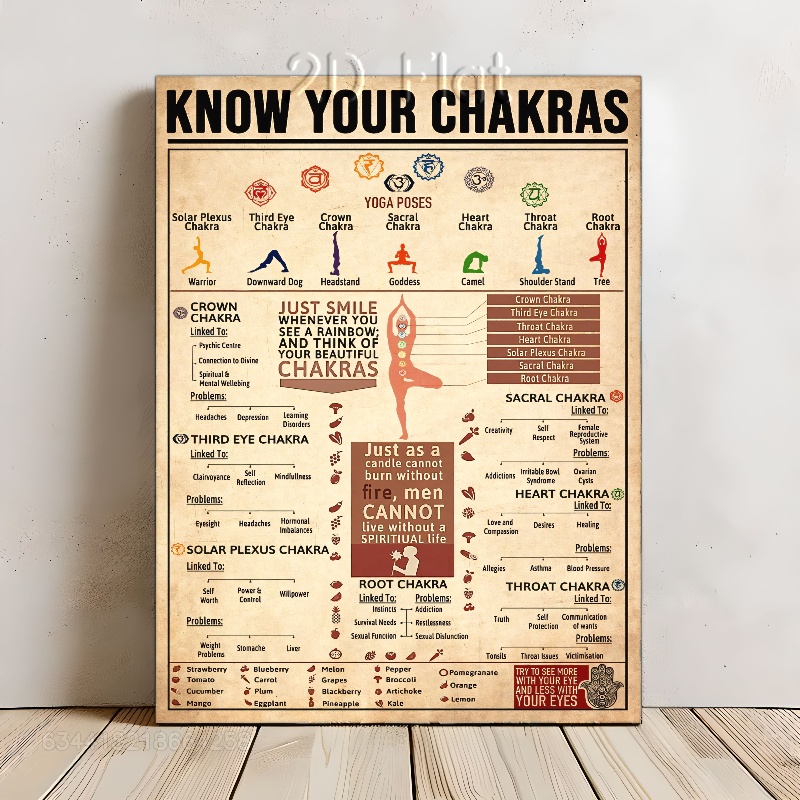 2D Flat
KNOW YOUR CHAKRAS
YOGA POSES
Solar Plexus Chakra
Third Eye Chakra
Crown Chakra
Sacral Chakra
Heart Chakra
Throat Chakra
Root Chakra
Warrior
Downward Dog
Headstand
Goddess
Camel
Shoulder Stand
Tree
CROWN
CHAKRA
Linked To:
Psychic Centre
Connection to Divine
Spiritual &
Mental Wellebing
Problems:
Headaches
Depression
Learning
Disorders
THIRD EYE CHAKRA
Linked To:
Clairvoyance
Self
Reflection
Mindfullness
Problems:
Eyesight
Headaches
Hormonal
Imbalances
SOLAR PLEXUS CHAKRA
Linked To:
Self
Worth
Power &
Control
Willpower
Problems:
Weight
Problems
Stomache
Liver
JUST SMILE
WHENEVER YOU
SEE A RAINBOW;
AND THINK OF
YOUR BEAUTIFUL
CHAKRAS
Crown Chakra
Third Eye Chakra
Throat Chakra
Heart Chakra
Solar Plexus Chakra
Sacral Chakra
Root Chakra
Just as a
candle cannot
burn without
fire, men
CANNOT
live without a
SPIRITUAL life
ROOT CHAKRA
Linked To:
Problems:
Instincts
Addiction
Survival Needs
Restlessness
Sexual Function
Sexual Disfunction
SACRAL CHAKRA
Linked To:
Creativity
Self
Respect
Female
Reproductive
System
Problems:
Addictions
Irritable Bowl
Syndrome
Ovarian
Cysts
HEART CHAKRA
Linked To:
Love and
Compassion
Desires
Healing
Problems:
Allegies
Asthma
Blood Pressure
THROAT CHAKRA
Linked To:
Truth
Self
Protection
Communication
of wants
Problems:
Tonsils
Throat Issues
Victimisation
Strawberry
Blueberry
Melon
Pepper
Pomegranate
Tomato
Carrot
Grapes
Broccoli
Orange
Cucumber
Plum
Blackberry
Artichoke
Lemon
Mango
Eggplant
Pineapple
Kale
TRY TO SEE MORE
WITH YOUR EYE
AND LESS WITH
YOUR EYES